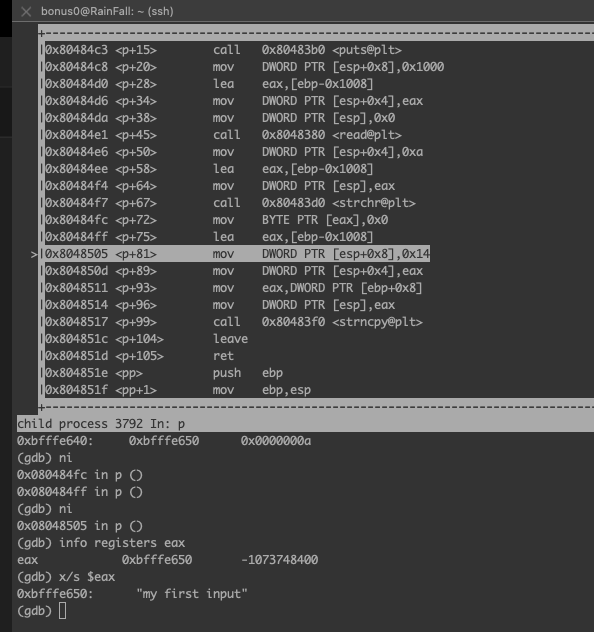 bonus0@RainFall: ~ (ssh)
0x80484c3 <p+15> call 0x80483b0 <puts@plt>
0x80484c8 <p+20> mov DWORD PTR [esp+0x8],0x1000
0x80484d0 <p+28> lea eax,[ebp-0x1008]
0x80484d6 <p+34> mov DWORD PTR [esp+0x4],eax
0x80484da <p+38> mov DWORD PTR [esp],0x0
0x80484e1 <p+45> call 0x8048380 <read@plt>
0x80484e6 <p+50> mov DWORD PTR [esp+0x4],0xa
0x80484ee <p+58> lea eax,[ebp-0x1008]
0x80484f4 <p+64> mov DWORD PTR [esp],eax
0x80484f7 <p+67> call 0x80483d0 <strchr@plt>
0x80484fc <p+72> mov BYTE PTR [eax],0x0
0x80484ff <p+75> lea eax,[ebp-0x1008]
>0x8048505 <p+81> mov DWORD PTR [esp+0x8],0x14
0x804850d <p+89> mov DWORD PTR [esp+0x4],eax
0x8048511 <p+93> mov eax,DWORD PTR [ebp+0x8]
0x8048514 <p+96> mov DWORD PTR [esp],eax
0x8048517 <p+99> call 0x80483f0 <strncpy@plt>
0x804851c <p+104> leave
0x804851d <p+105> ret
0x804851e <pp> push ebp
0x804851f <pp+1> mov ebp,esp
child process 3792 In: p
0xbfffe640: 0xbfffe650 0x0000000a
(gdb) ni
0x080484fc in p ()
0x080484ff in p ()
(gdb) ni
0x08048505 in p ()
(gdb) info registers eax
eax 0xbfffe650 -1073748400
(gdb) x/s $eax
0xbfffe650: "my first input"
(gdb)